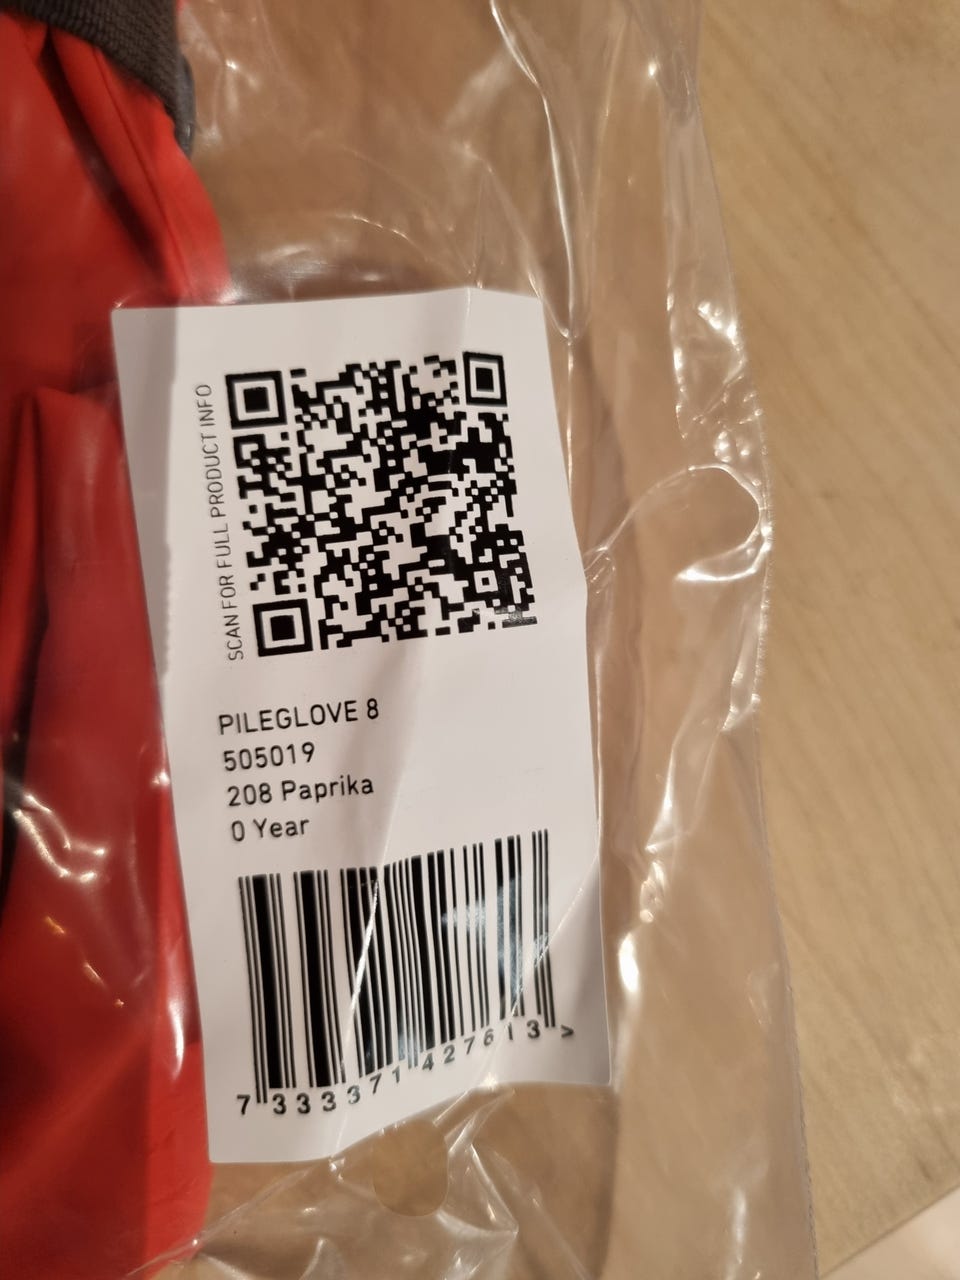 SCAN FOR FULL PRODUCT INFO
PILEGLOVE 8
505019
208 Paprika
0 Year
7 333371 427613 >